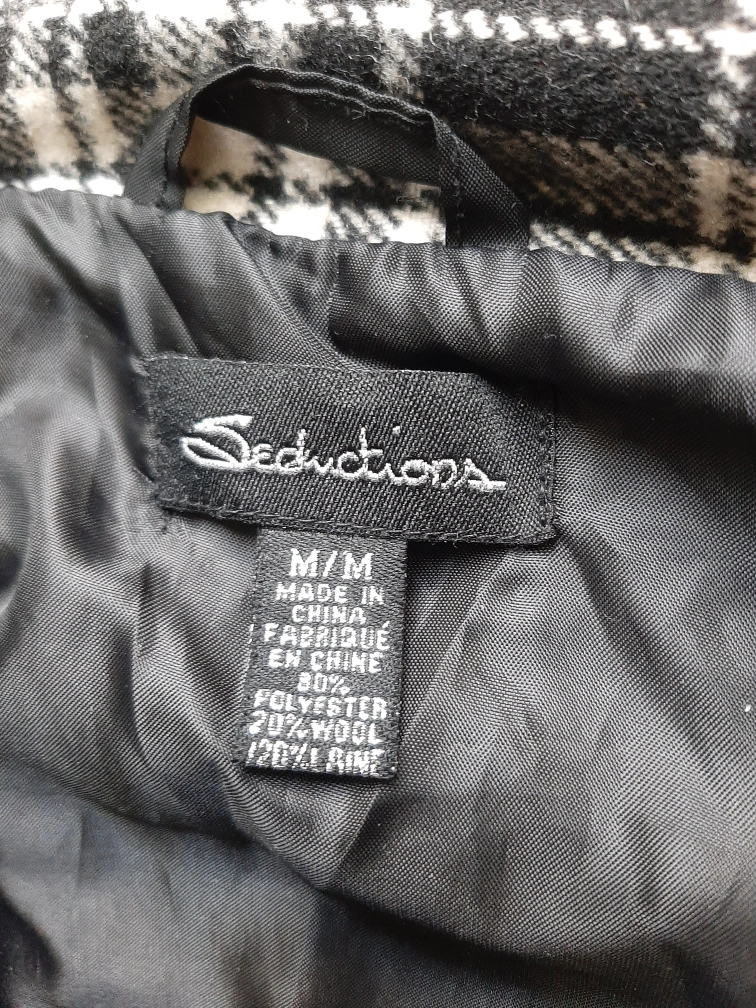 Seductions
M/M
MADE IN
CHINA
FABRIQUÉ
EN CHINE
80%
POLYESTER
20%WOOL
/20%LAINE